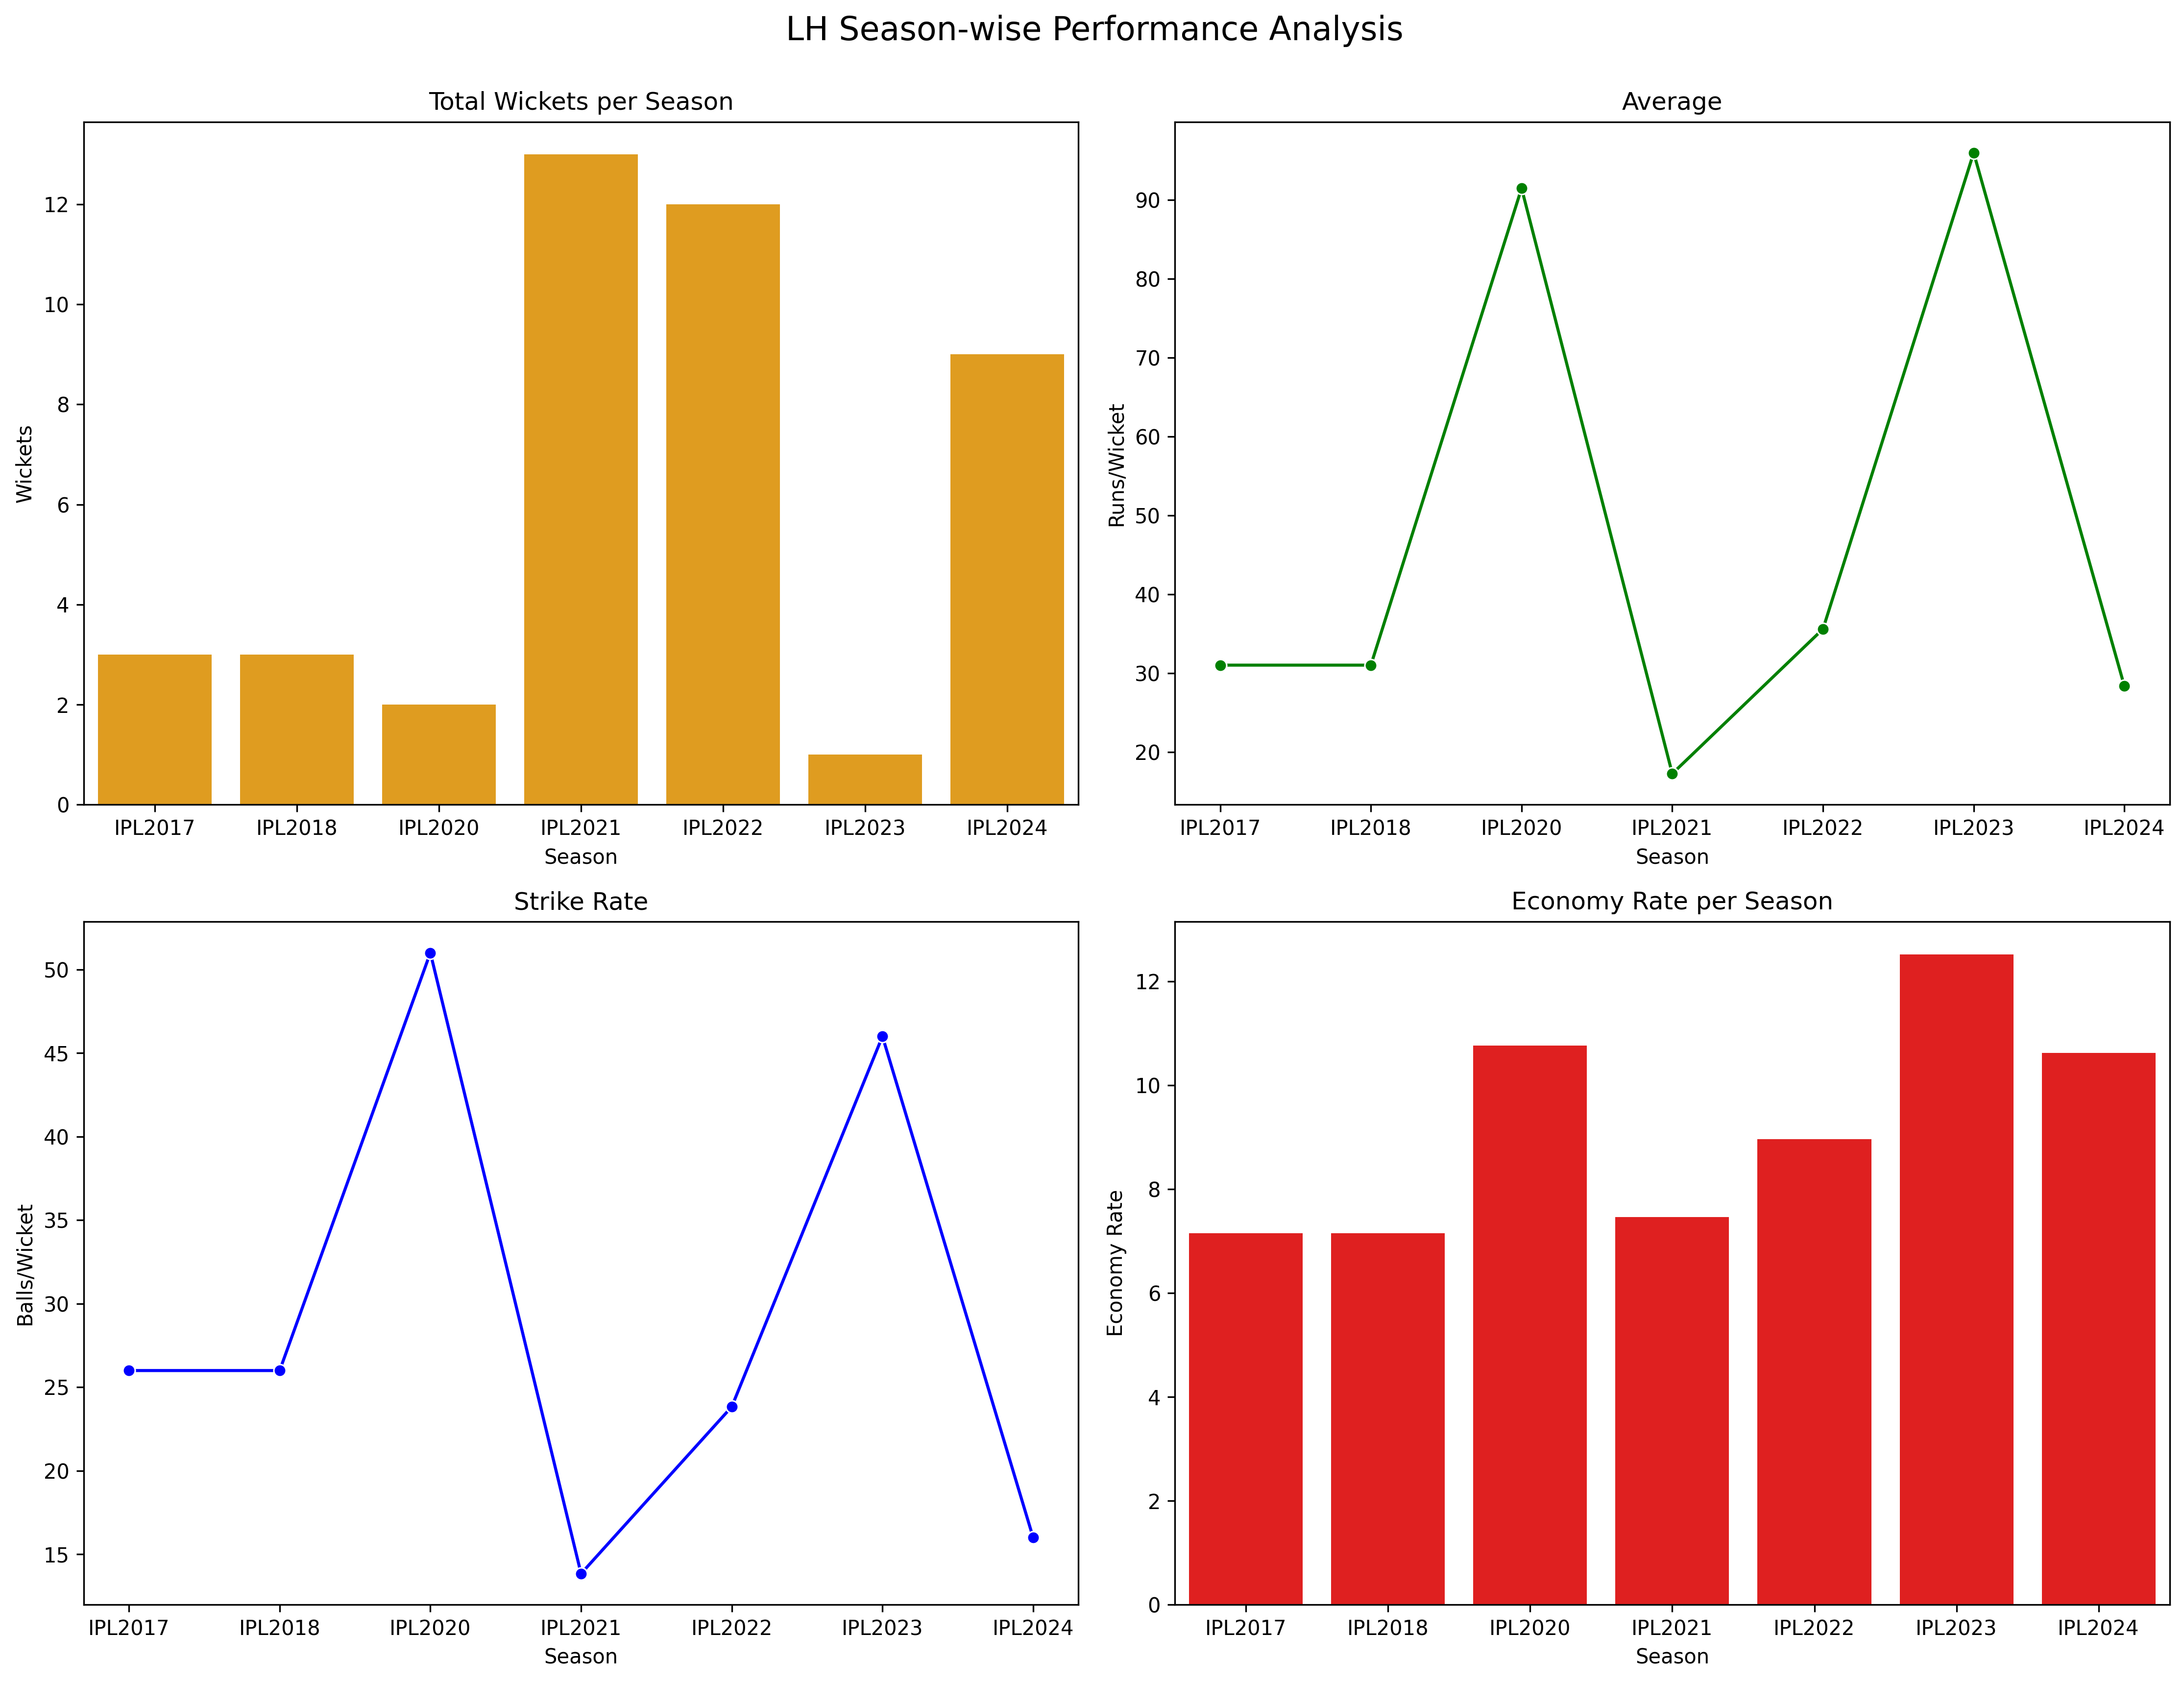 LH Season-wise Performance Analysis
Total Wickets per Season
Wickets
12
10
8
6
4
2
0
IPL2017 IPL2018 IPL2020 IPL2021 IPL2022 IPL2023 IPL2024
Season
Average
Runs/Wicket
90
80
70
60
50
40
30
20
IPL2017 IPL2018 IPL2020 IPL2021 IPL2022 IPL2023 IPL2024
Season
Strike Rate
Balls/Wicket
50
45
40
35
30
25
20
15
IPL2017 IPL2018 IPL2020 IPL2021 IPL2022 IPL2023 IPL2024
Season
Economy Rate per Season
Economy Rate
12
10
8
6
4
2
0
IPL2017 IPL2018 IPL2020 IPL2021 IPL2022 IPL2023 IPL2024
Season